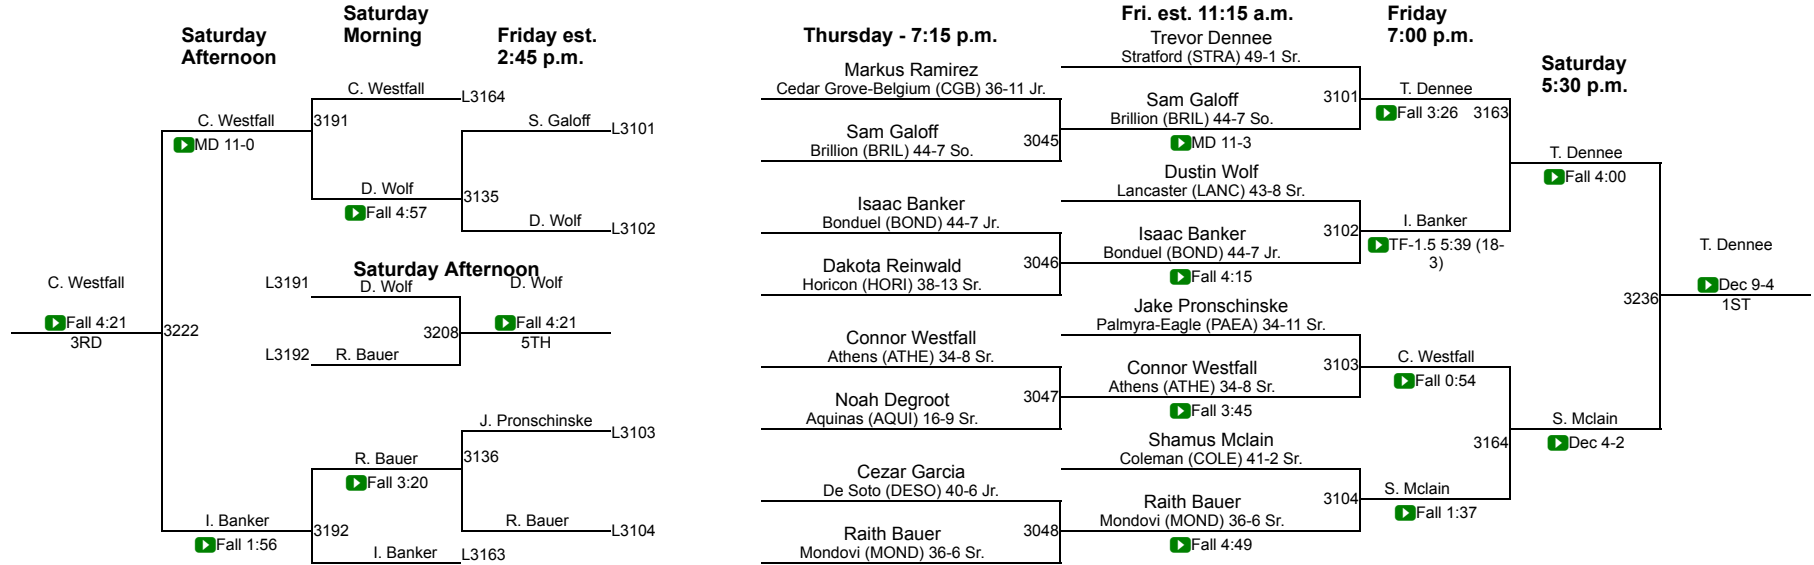 Saturday
Afternoon
Saturday
Morning
Friday est.
2:45 p.m.
C. Westfall
L3164
C. Westfall
3191
MD 11-0
S. Galoff
L3101
D. Wolf
3135
Fall 4:57
D. Wolf
L3102
Saturday Afternoon
C. Westfall
L3191
D. Wolf
D. Wolf
Fall 4:21
3RD
3222
3208
Fall 4:21
5TH
L3192
R. Bauer
J. Pronschinske
L3103
R. Bauer
3136
Fall 3:20
I. Banker
3192
R. Bauer
L3104
Fall 1:56
I. Banker
L3163
Thursday - 7:15 p.m.
Markus Ramirez
Cedar Grove-Belgium (CGB) 36-11 Jr.
Sam Galoff
Brillion (BRIL) 44-7 So.
3045
Isaac Banker
Bonduel (BOND) 44-7 Jr.
Dakota Reinwald
Horicon (HORI) 38-13 Sr.
3046
Connor Westfall
Athens (ATHE) 34-8 Sr.
Noah Degroot
Aquinas (AQUI) 16-9 Sr.
3047
Cezar Garcia
De Soto (DESO) 40-6 Jr.
Raith Bauer
Mondovi (MOND) 36-6 Sr.
3048
Fri. est. 11:15 a.m.
Trevor Dennee
Stratford (STRA) 49-1 Sr.
Sam Galoff
Brillion (BRIL) 44-7 So.
3101
MD 11-3
Dustin Wolf
Lancaster (LANC) 43-8 Sr.
Isaac Banker
Bonduel (BOND) 44-7 Jr.
3102
Fall 4:15
Jake Pronschinske
Palmyra-Eagle (PAEA) 34-11 Sr.
Connor Westfall
Athens (ATHE) 34-8 Sr.
3103
Fall 3:45
Shamus Mclain
Coleman (COLE) 41-2 Sr.
Raith Bauer
Mondovi (MOND) 36-6 Sr.
3104
Fall 4:49
Friday
7:00 p.m.
T. Dennee
Fall 3:26
3163
I. Banker
TF-1.5 5:39 (18-
3)
C. Westfall
Fall 0:54
3164
S. Mclain
Fall 1:37
Saturday
5:30 p.m.
T. Dennee
Fall 4:00
3236
S. Mclain
Dec 4-2
T. Dennee
Dec 9-4
1ST